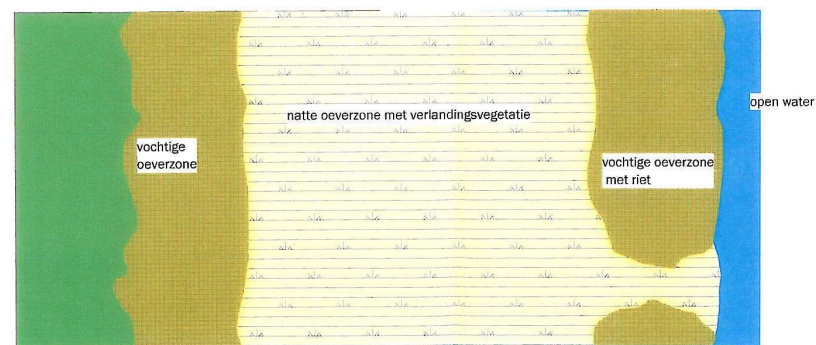 natte oeverzone met verlandingsvegetatie
open water
vochtige
oeverzone
vochtige oeverzone
met riet